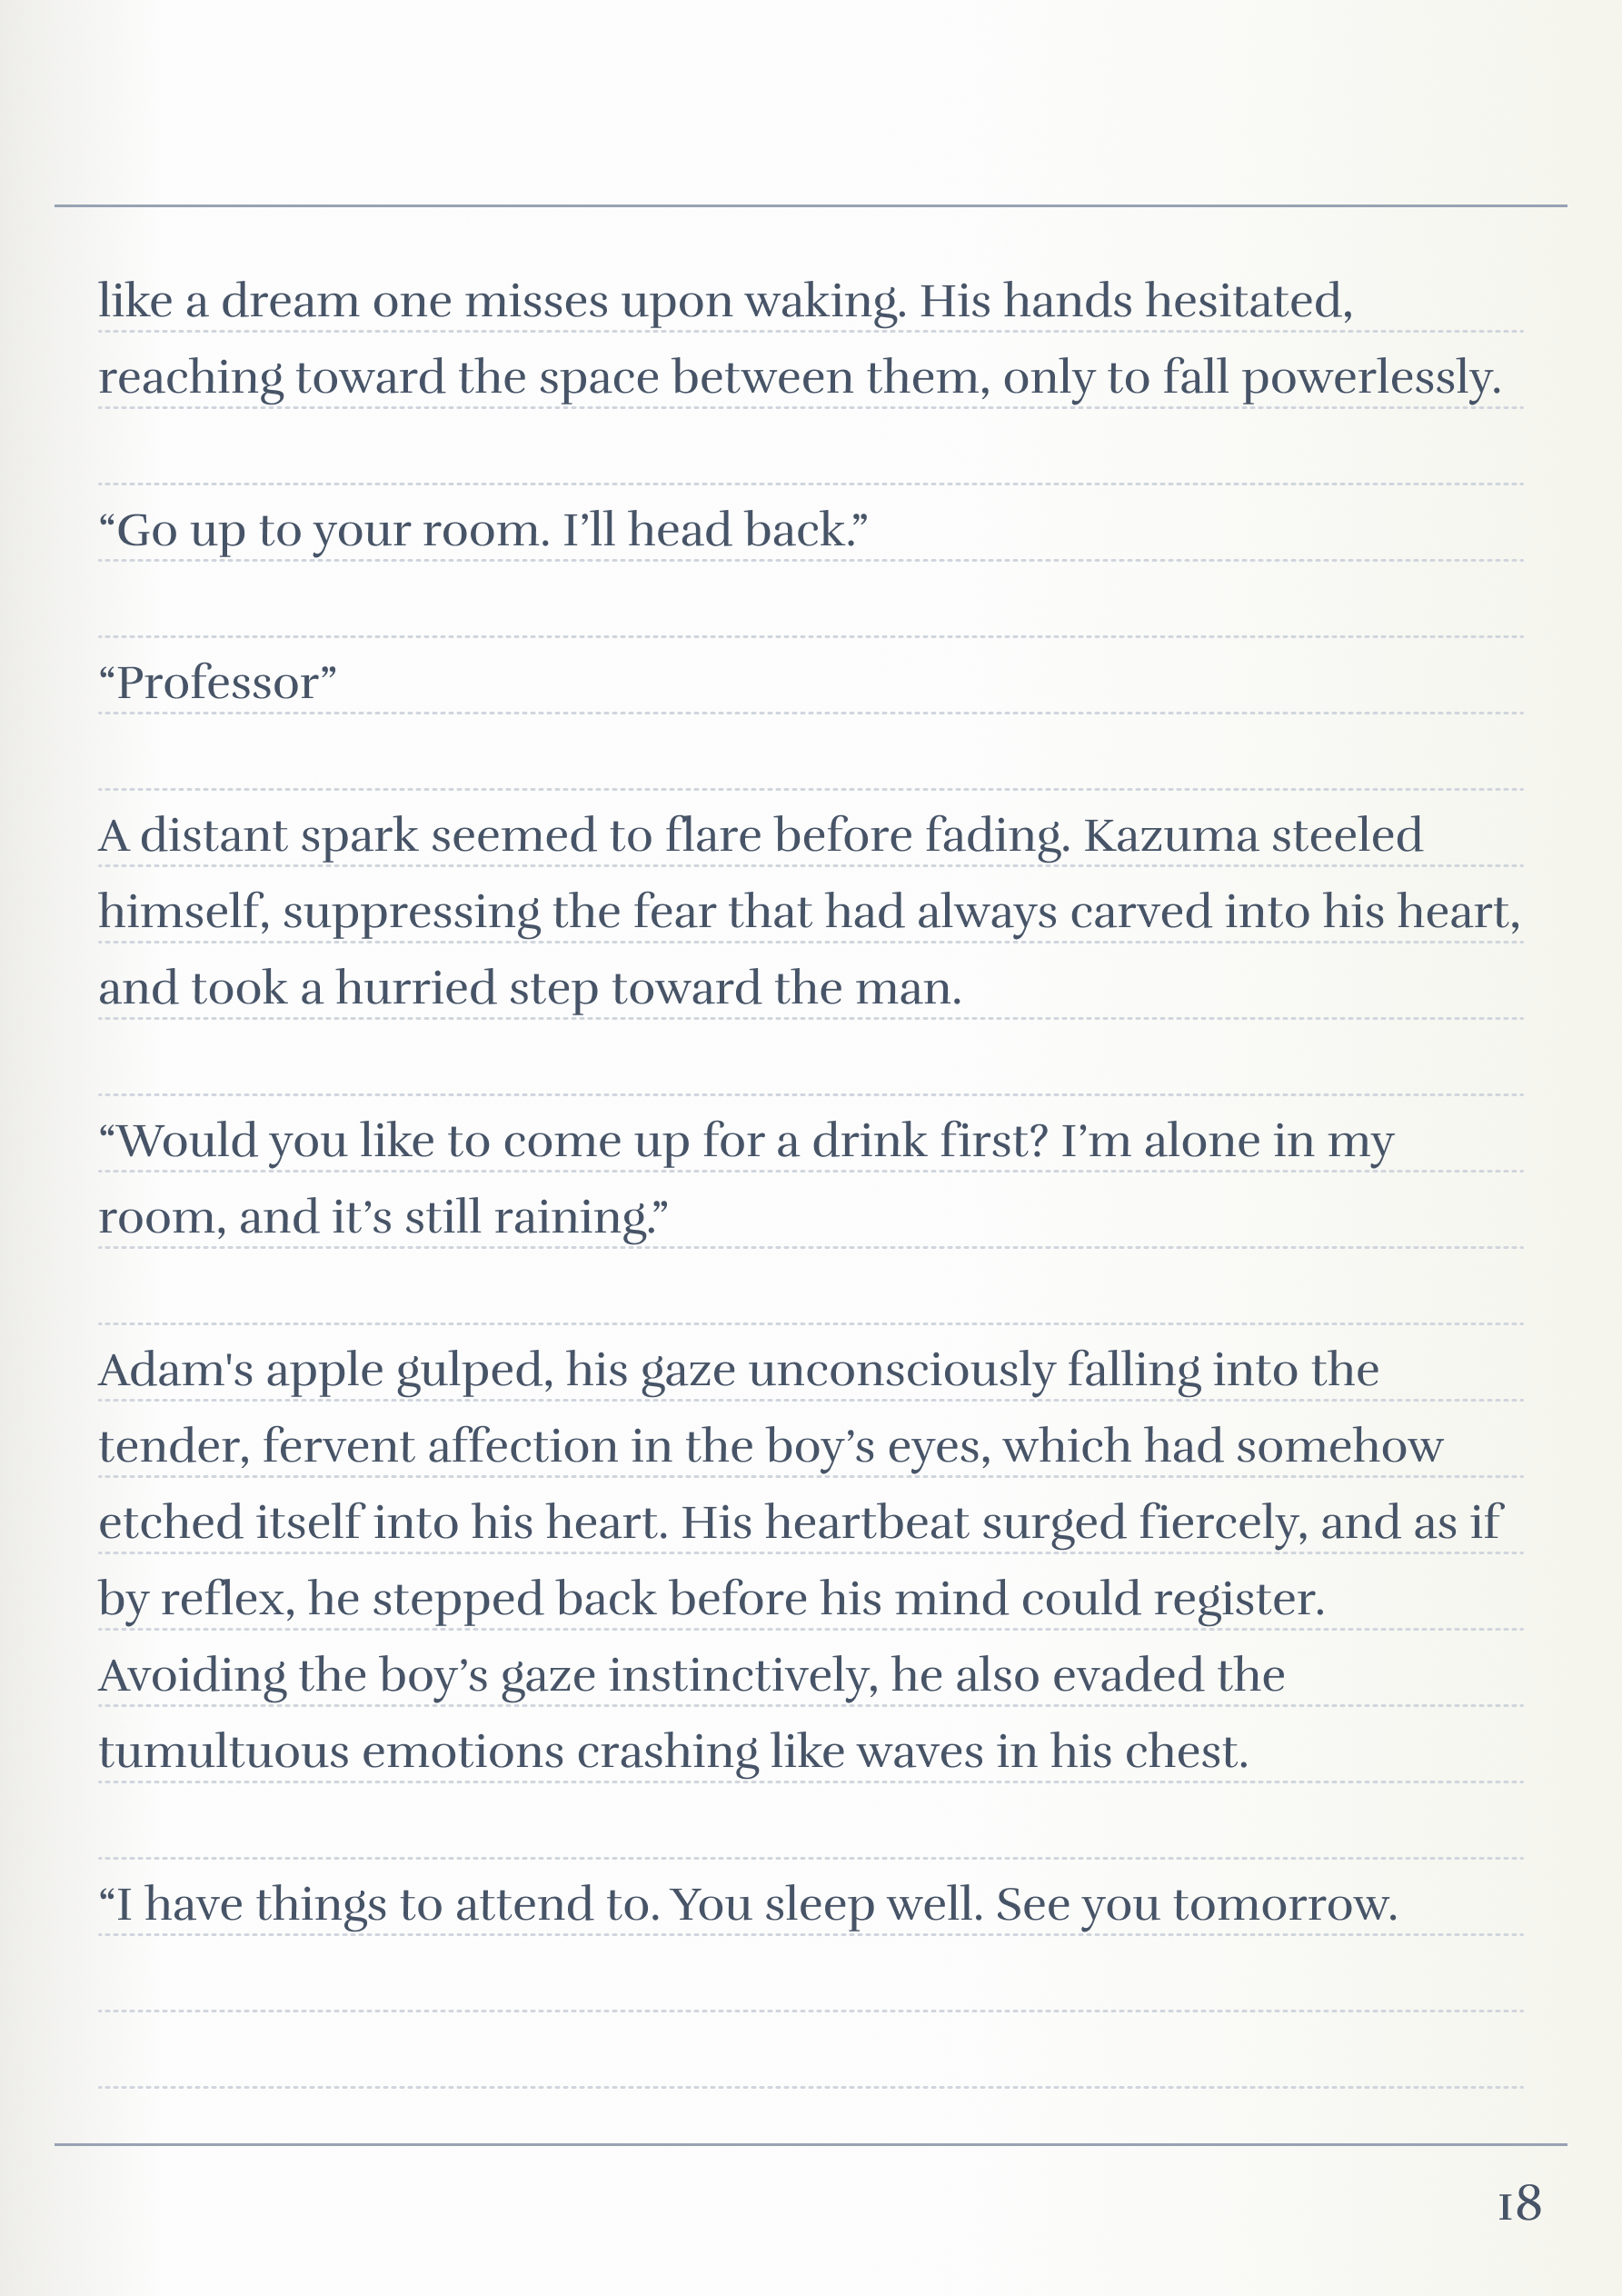 like a dream one misses upon waking. His hands hesitated,
reaching toward the space between them, only to fall powerlessly.
“Go up to your room. I’ll head back.”
“Professor”
A distant spark seemed to flare before fading. Kazuma steeled
himself, suppressing the fear that had always carved into his heart,
and took a hurried step toward the man.
“Would you like to come up for a drink first? I’m alone in my
room, and it’s still raining.”
Adam's apple gulped, his gaze unconsciously falling into the
tender, fervent affection in the boy’s eyes, which had somehow
etched itself into his heart. His heartbeat surged fiercely, and as if
by reflex, he stepped back before his mind could register.
Avoiding the boy’s gaze instinctively, he also evaded the
tumultuous emotions crashing like waves in his chest.
“I have things to attend to. You sleep well. See you tomorrow.
18